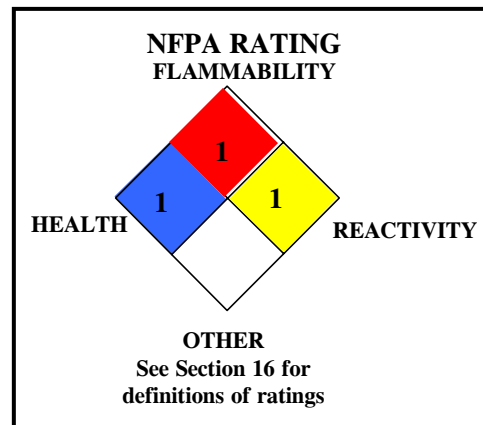 NFPA RATING
FLAMMABILITY
1
1 1
HEALTH REACTIVITY
OTHER
See Section 16 for
definitions of ratings